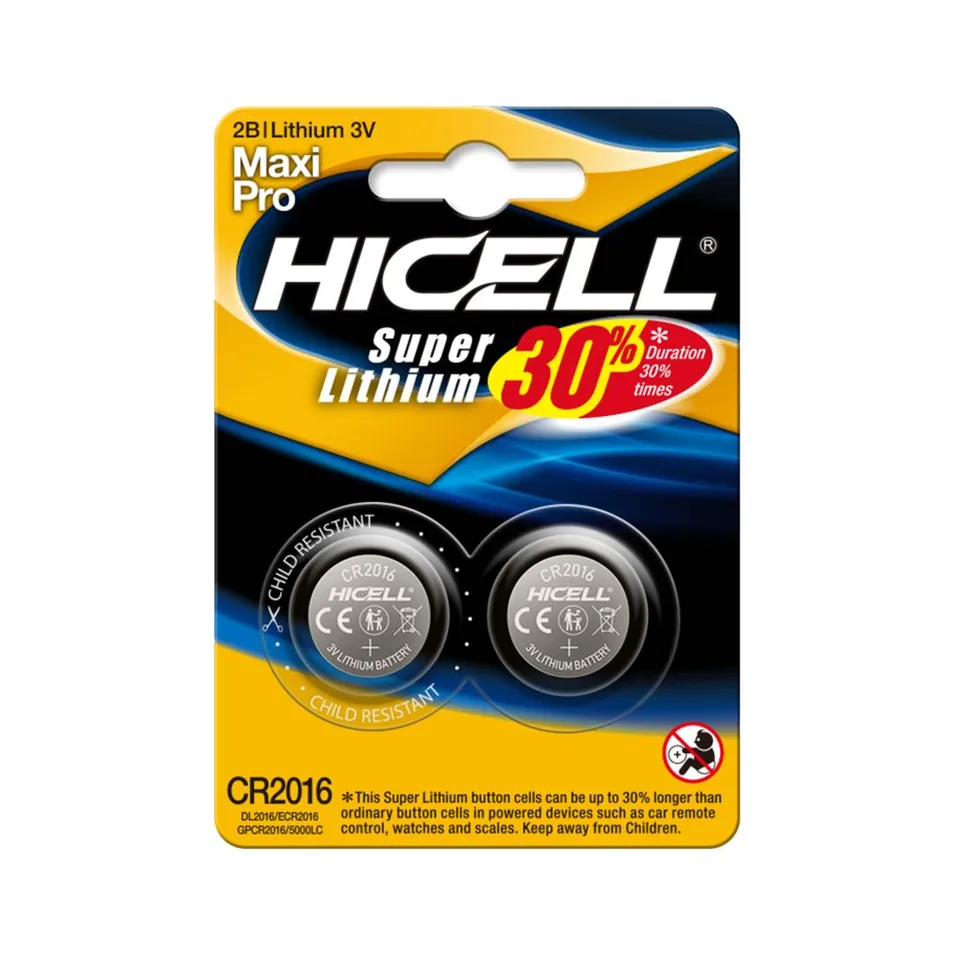 2B|Lithium 3V
Maxi
Pro
HICELL®
Super
Lithium
30%
*
Duration
30%
times
CHILD RESISTANT
CHILD RESISTANT
CR2016
HICELL®
CE
+
3V LITHIUM BATTERY
CR2016
HICELL®
CE
+
3V LITHIUM BATTERY
CR2016
DL2016/ECR2016
GPCR2016/5000LC
*This Super Lithium button cells can be up to 30% longer than
ordinary button cells in powered devices such as car remote
control, watches and scales. Keep away from Children.